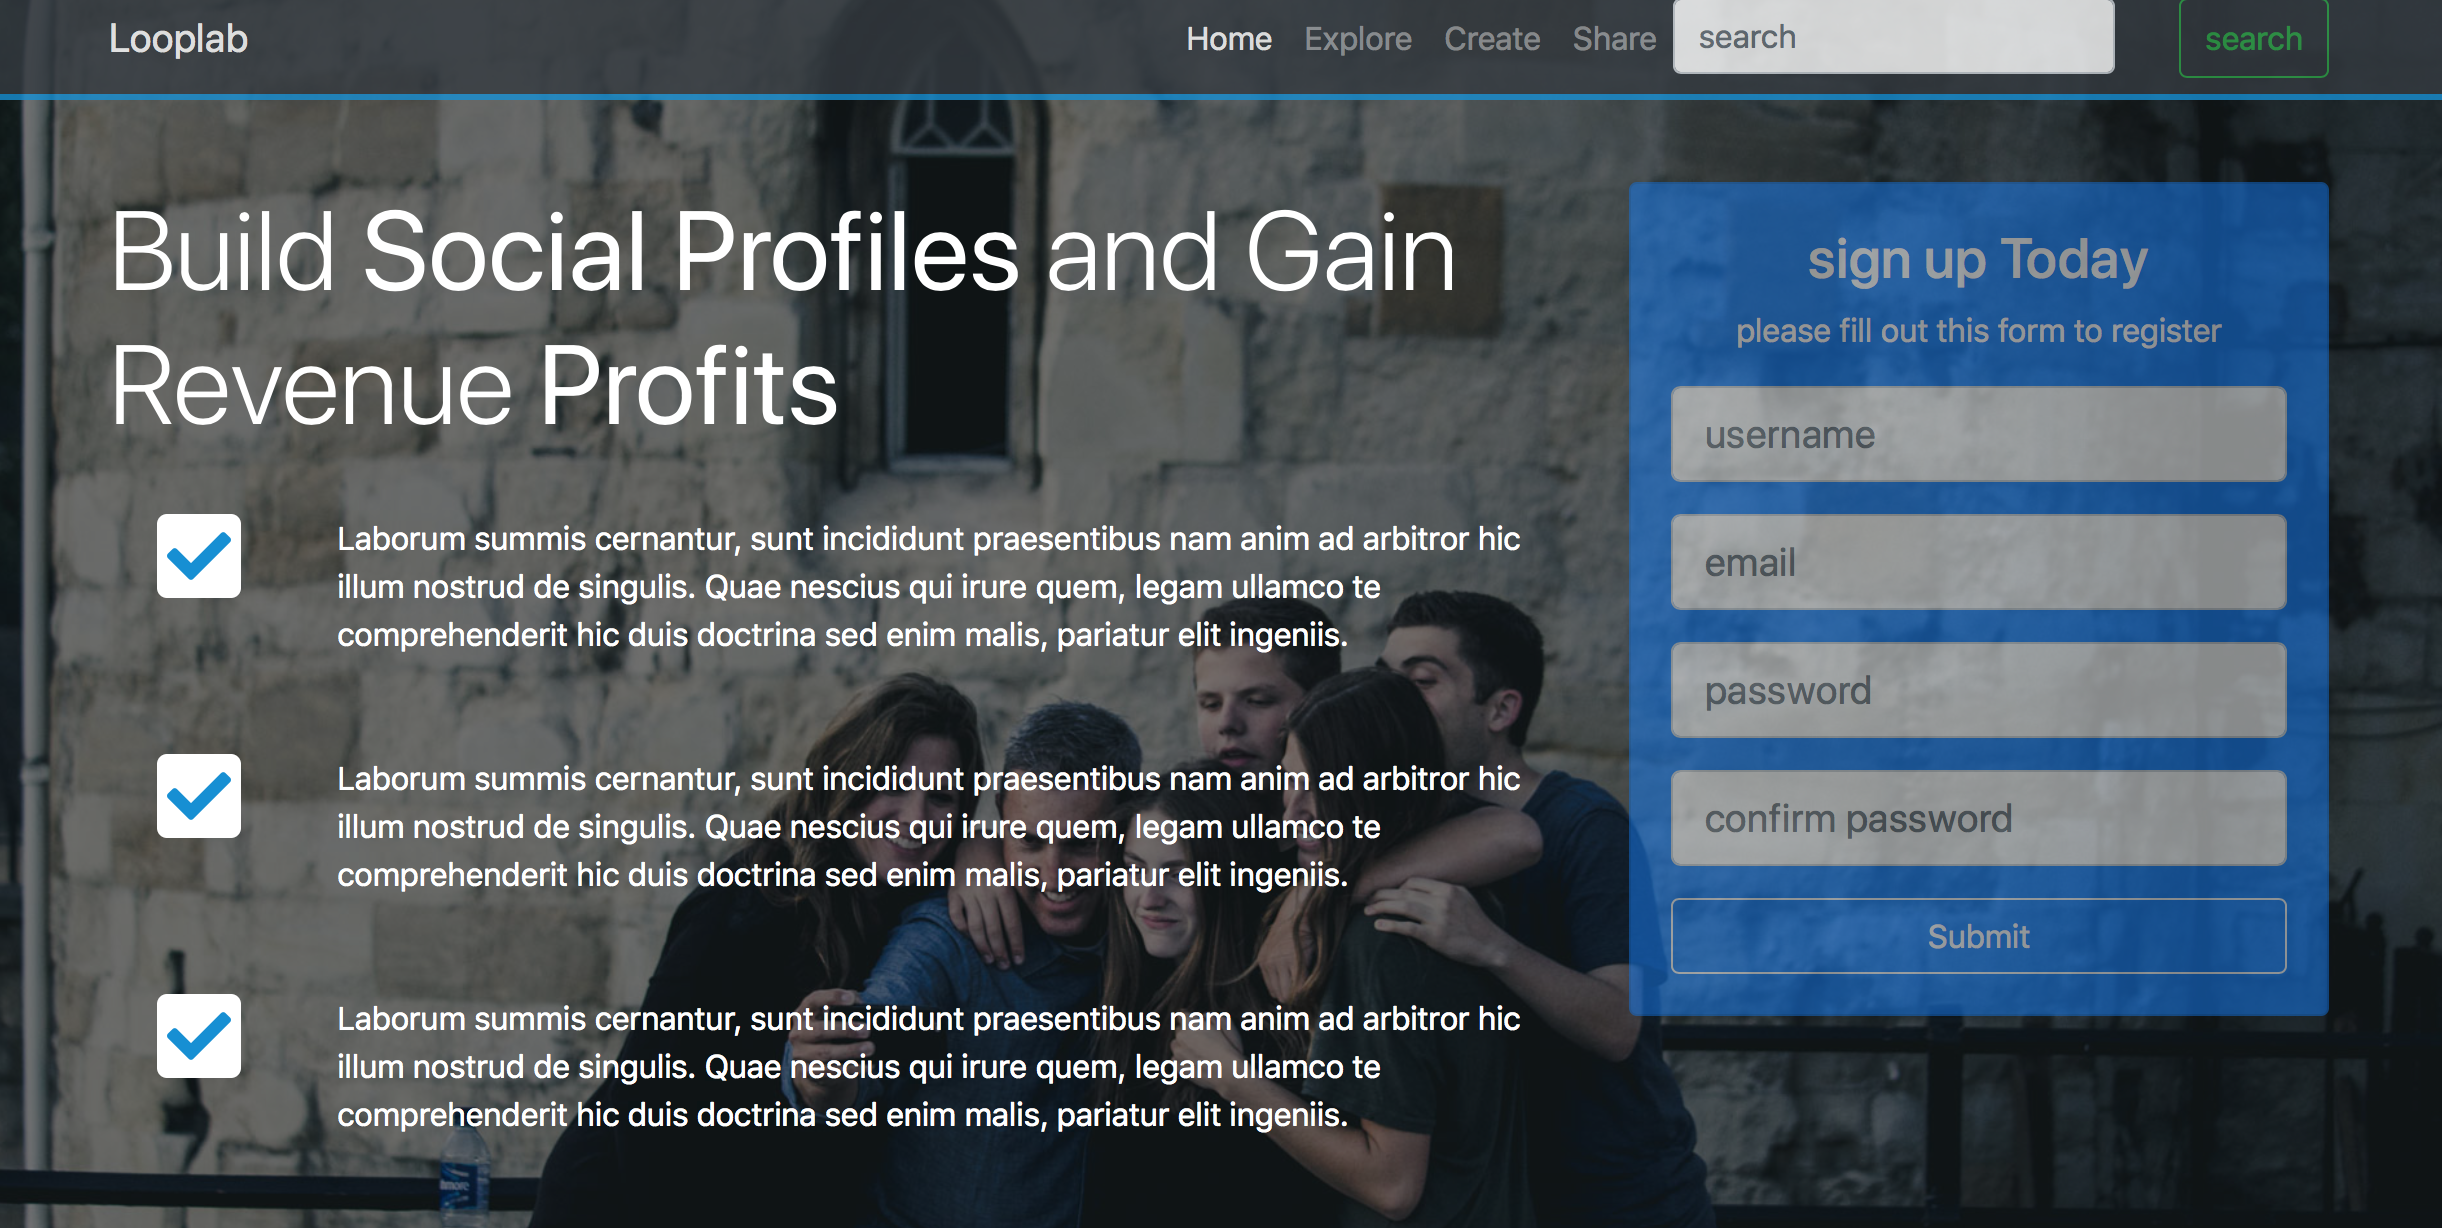 Looplab
Home Explore Create Share search search
Build Social Profiles and Gain
Revenue Profits
Laborum summis cernantur, sunt incididunt praesentibus nam anim ad arbitror hic
illum nostrud de singulis. Quae nescius qui irure quem, legam ullamco te
comprehenderit hic duis doctrina sed enim malis, pariatur elit ingeniis.
Laborum summis cernantur, sunt incididunt praesentibus nam anim ad arbitror hic
illum nostrud de singulis. Quae nescius qui irure quem, legam ullamco te
comprehenderit hic duis doctrina sed enim malis, pariatur elit ingeniis.
Laborum summis cernantur, sunt incididunt praesentibus nam anim ad arbitror hic
illum nostrud de singulis. Quae nescius qui irure quem, legam ullamco te
comprehenderit hic duis doctrina sed enim malis, pariatur elit ingeniis.
sign up Today
please fill out this form to register
username
email
password
confirm password
Submit